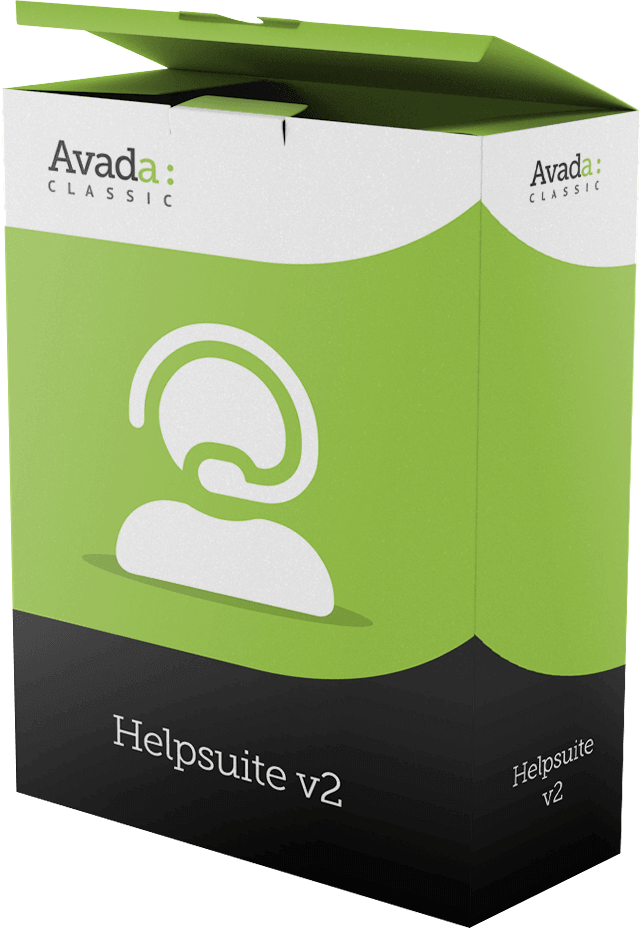 Avada:
CLASSIC
Helpsuite v2
Avada:
CLASSIC
Helpsuite
v2